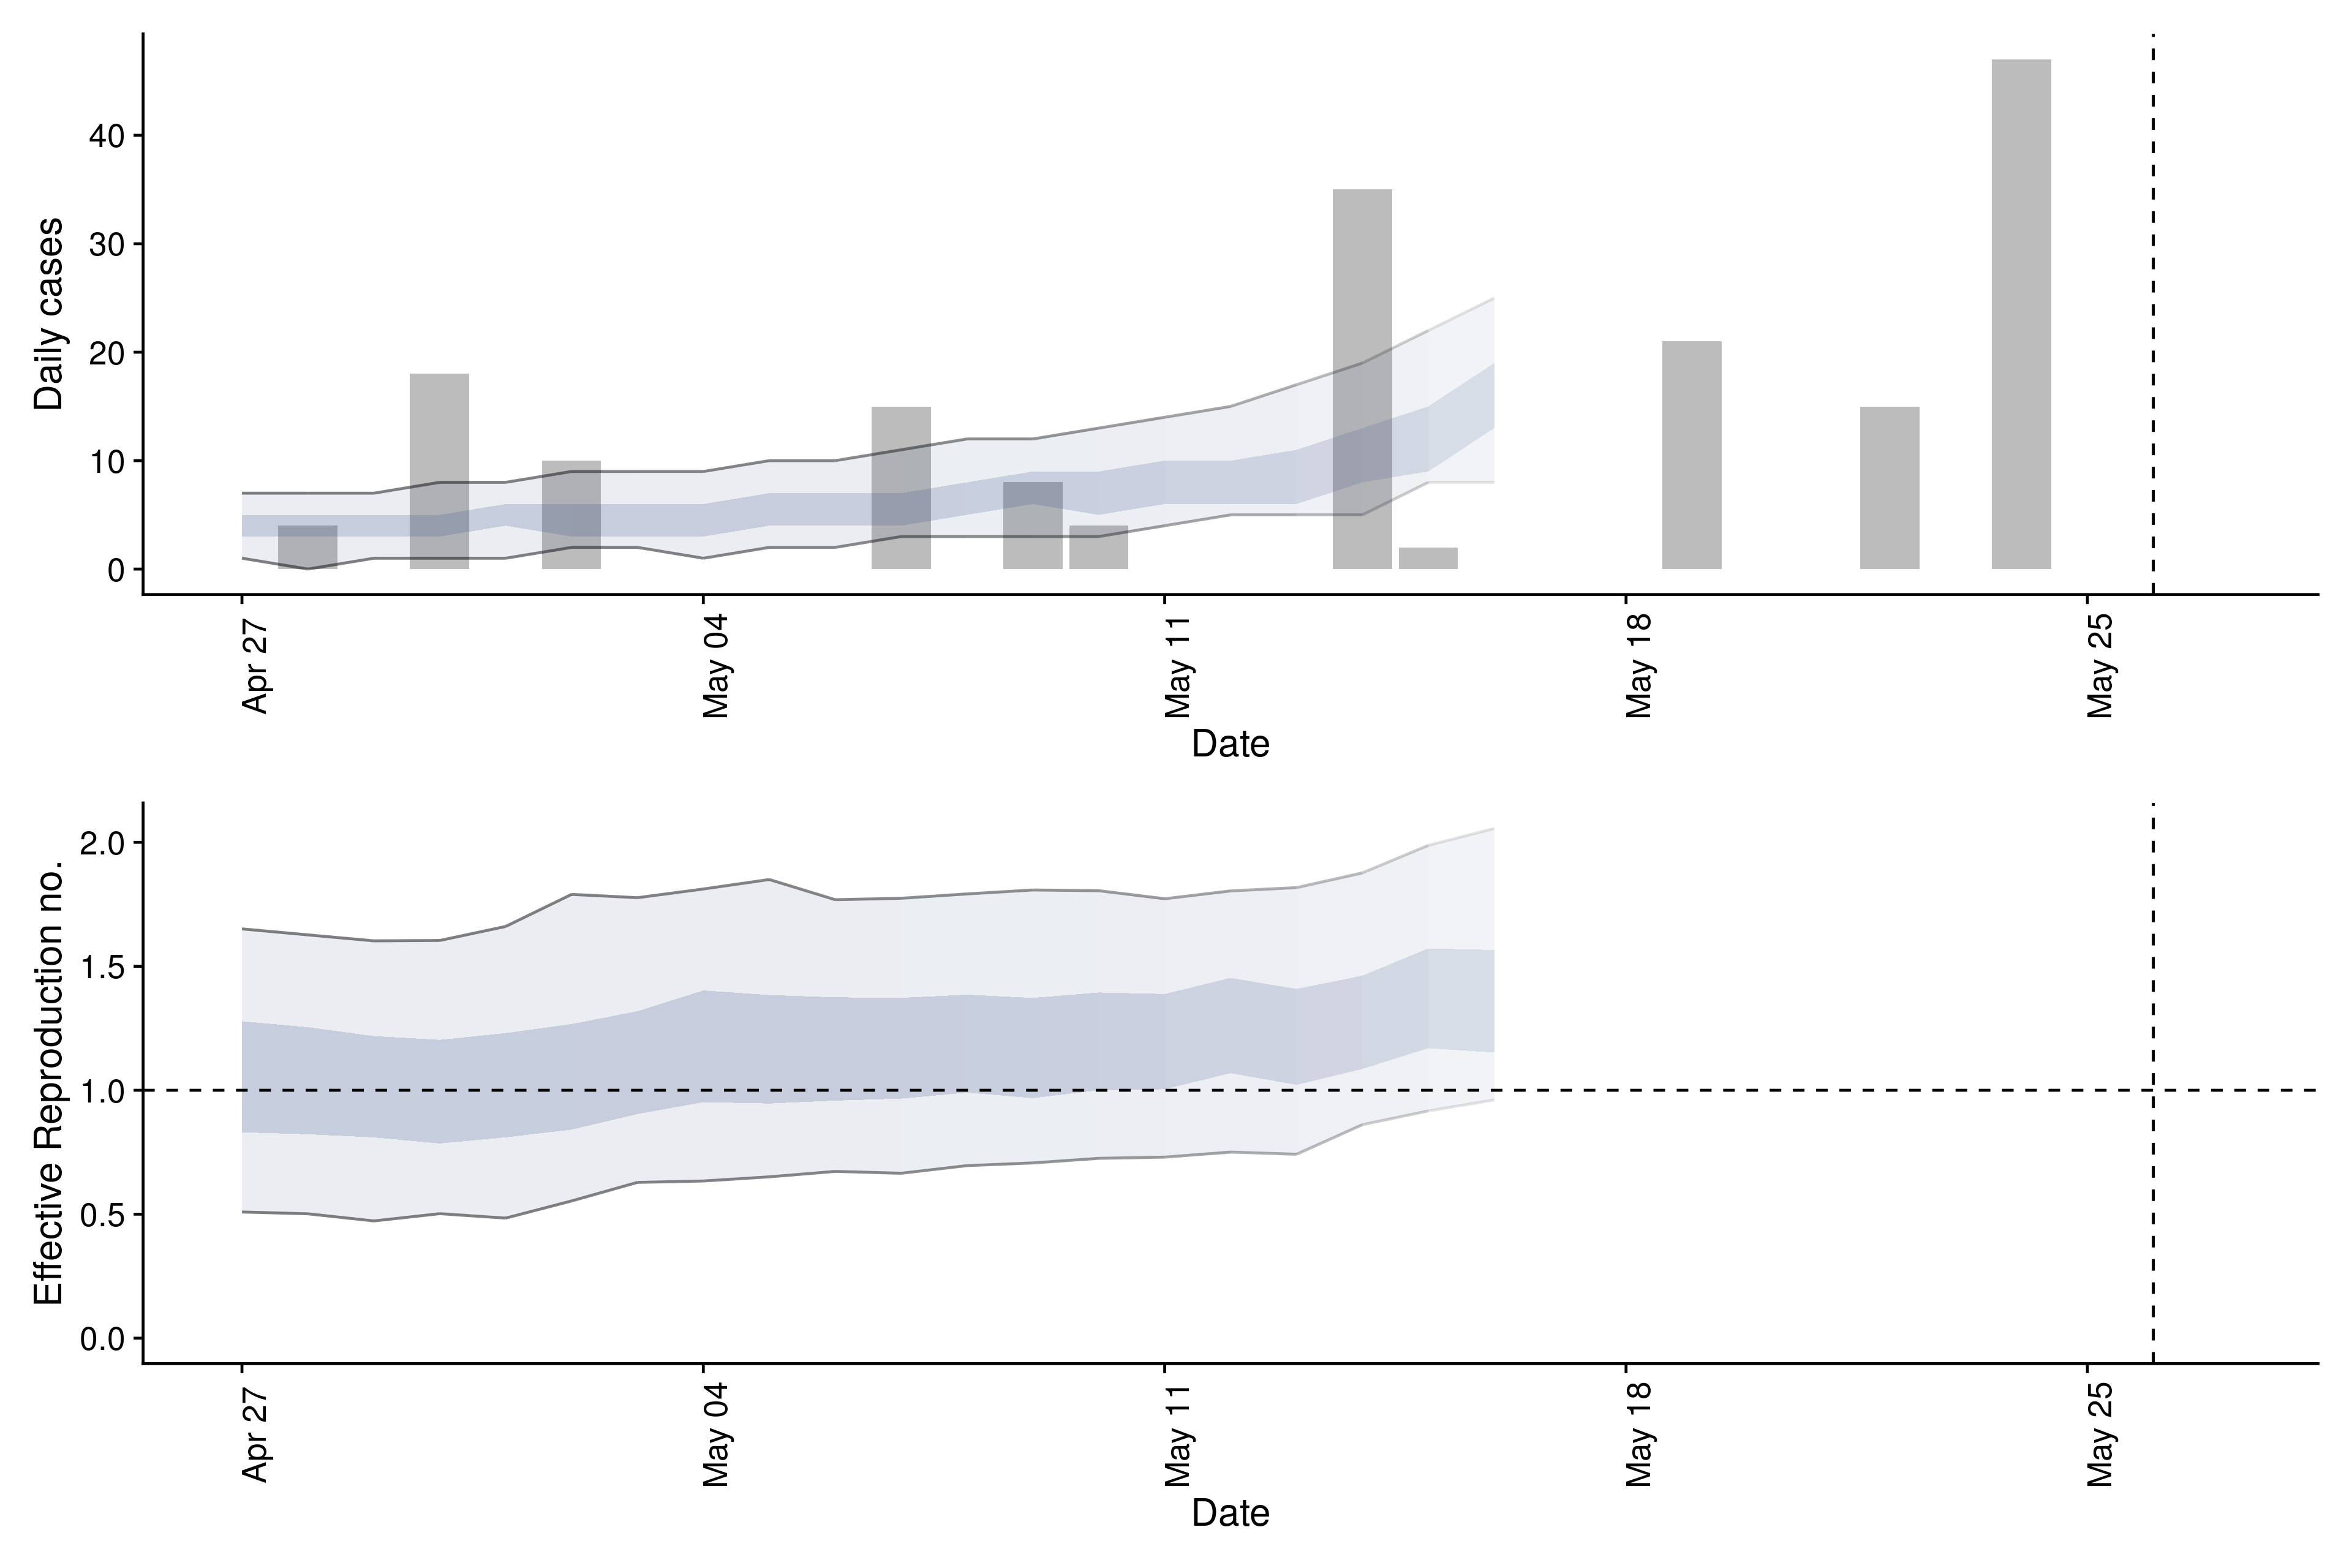 Daily cases
40
30
20
10
0
Apr 27
May 04
May 11
May 18
May 25
Date
Effective Reproduction no.
2.0
1.5
1.0
0.5
0.0
Apr 27
May 04
May 11
May 18
May 25
Date